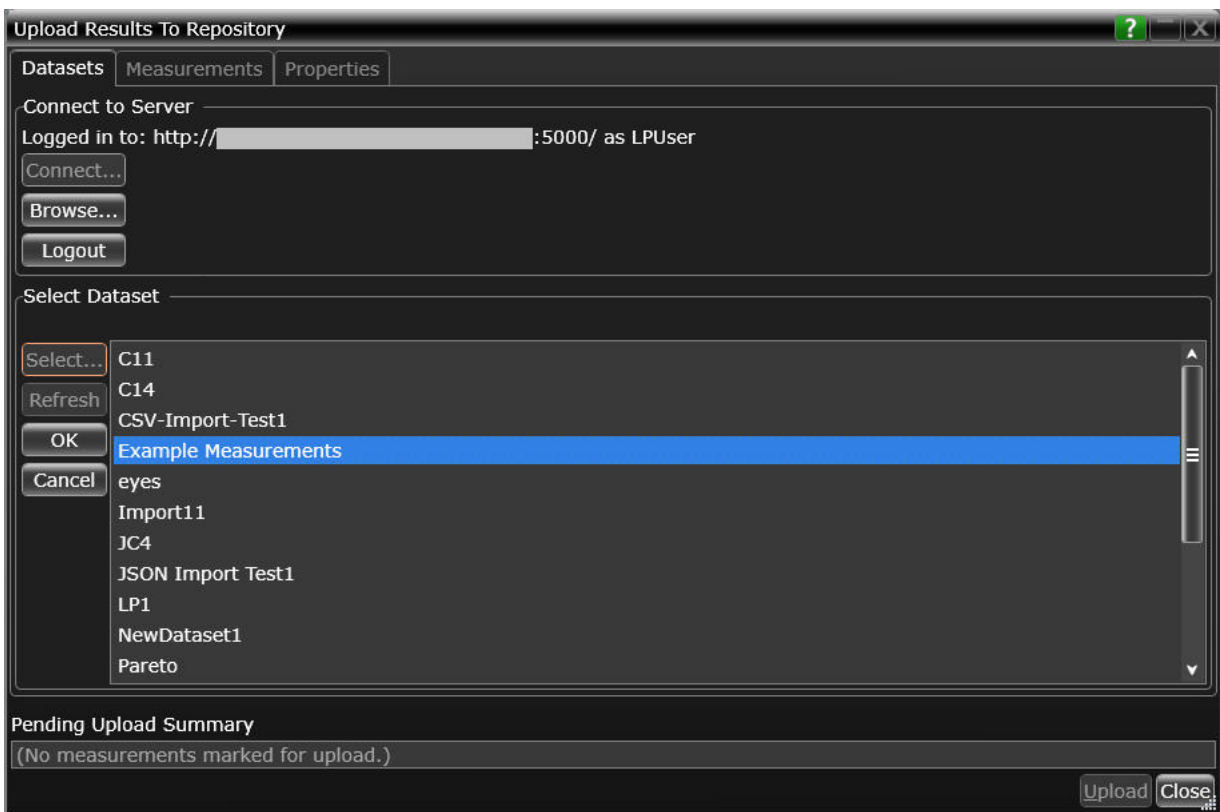 Upload Results To Repository
?
X
Datasets Measurements Properties
Connect to Server
Logged in to: http:// :5000/ as LPUser
Connect...
Browse...
Logout
Select Dataset
Select...
Refresh
OK
Cancel
C11
C14
CSV-Import-Test1
Example Measurements
eyes
Import11
JC4
JSON Import Test1
LP1
NewDataset1
Pareto
Pending Upload Summary
(No measurements marked for upload.)
Upload Close